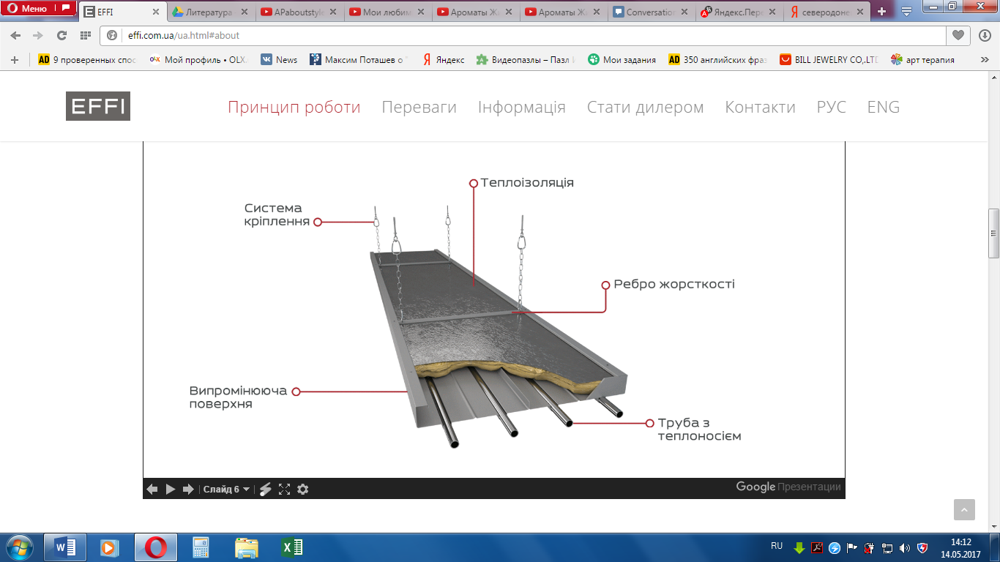 Меню
EFFI
Литература
APaboutstyle
Мои любим
Ароматы Ж
Ароматы Ж
Conversation
Яндекс.Пере
северодоне
effi.com.ua/ua.html#about
9 проверенных спос
Мой профиль • OLX
News
Максим Поташев о
Яндекс
Видеопазлы – Пазл
Мои задания
350 английских фраз
BILL JEWELRY CO,.LTD
арт терапия
EFFI
Принцип роботи
Переваги
Інформація
Стати дилером
Контакти
РУС
ENG
Теплоізоляція
Система
кріплення
Ребро жорсткості
Випромінююча
поверхня
Труба з
теплоносієм
Слайд 6
Google Презентации
RU
14:12
14.05.2017